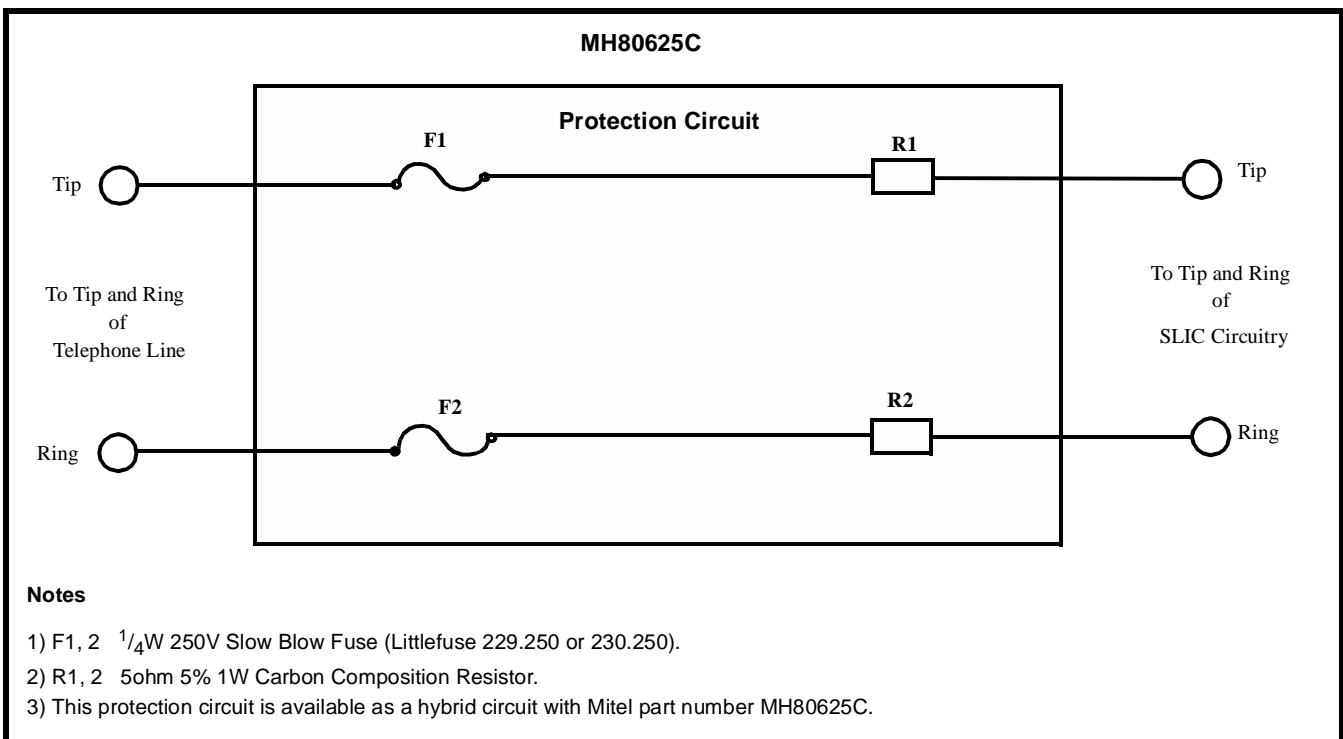 MH80625C
Protection Circuit
F1
R1
Tip
Tip
To Tip and Ring
of
Telephone Line
To Tip and Ring
of
SLIC Circuitry
F2
R2
Ring
Ring
Notes
1) F1, 2 1/4W 250V Slow Blow Fuse (Littlefuse 229.250 or 230.250).
2) R1, 2 5ohm 5% 1W Carbon Composition Resistor.
3) This protection circuit is available as a hybrid circuit with Mitel part number MH80625C.